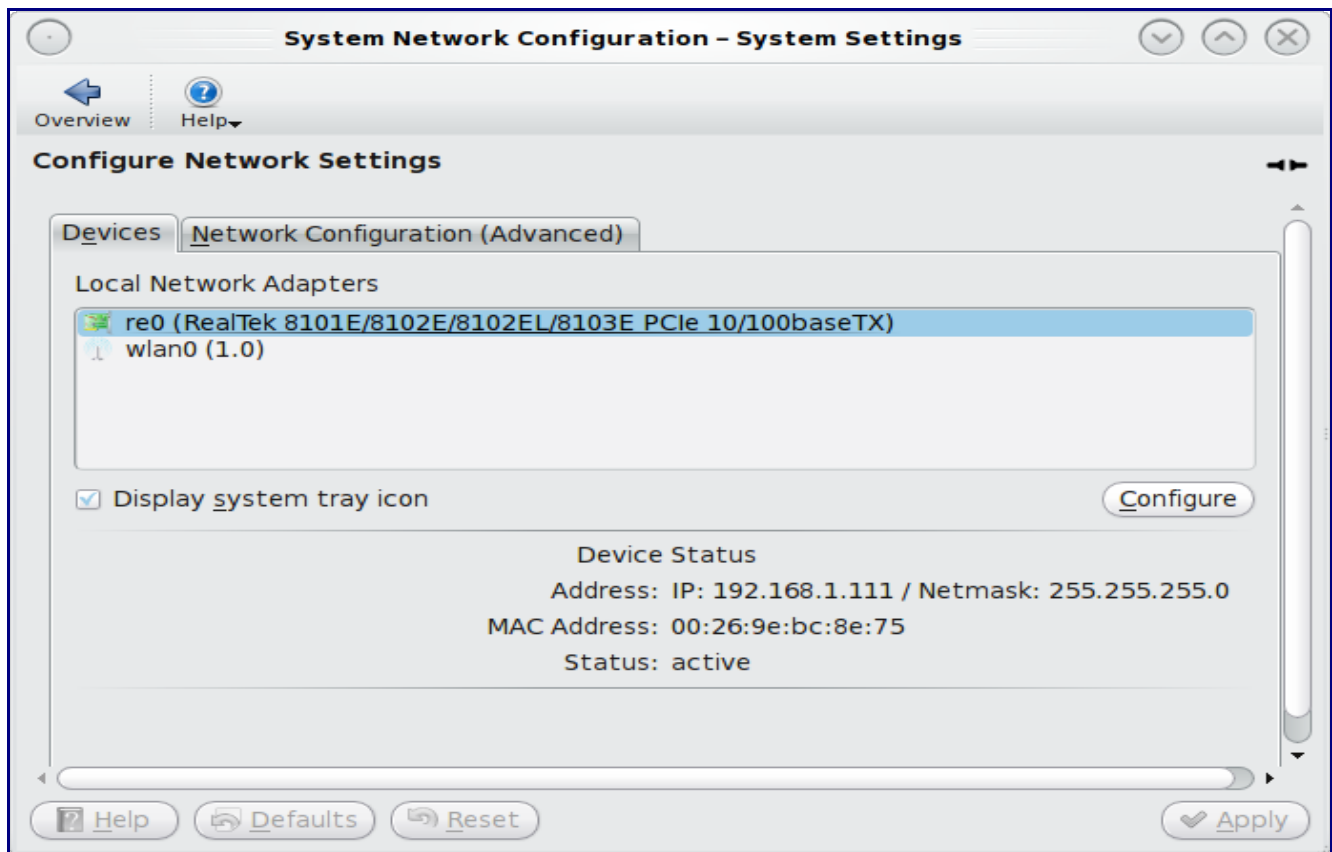 System Network Configuration – System Settings
Overview Help
Configure Network Settings
Devices Network Configuration (Advanced)
Local Network Adapters
re0 (RealTek 8101E/8102E/8102EL/8103E PCIe 10/100baseTX)
wlan0 (1.0)
Display system tray icon Configure
Device Status
Address: IP: 192.168.1.111 / Netmask: 255.255.255.0
MAC Address: 00:26:9e:bc:8e:75
Status: active
Help Defaults Reset Apply